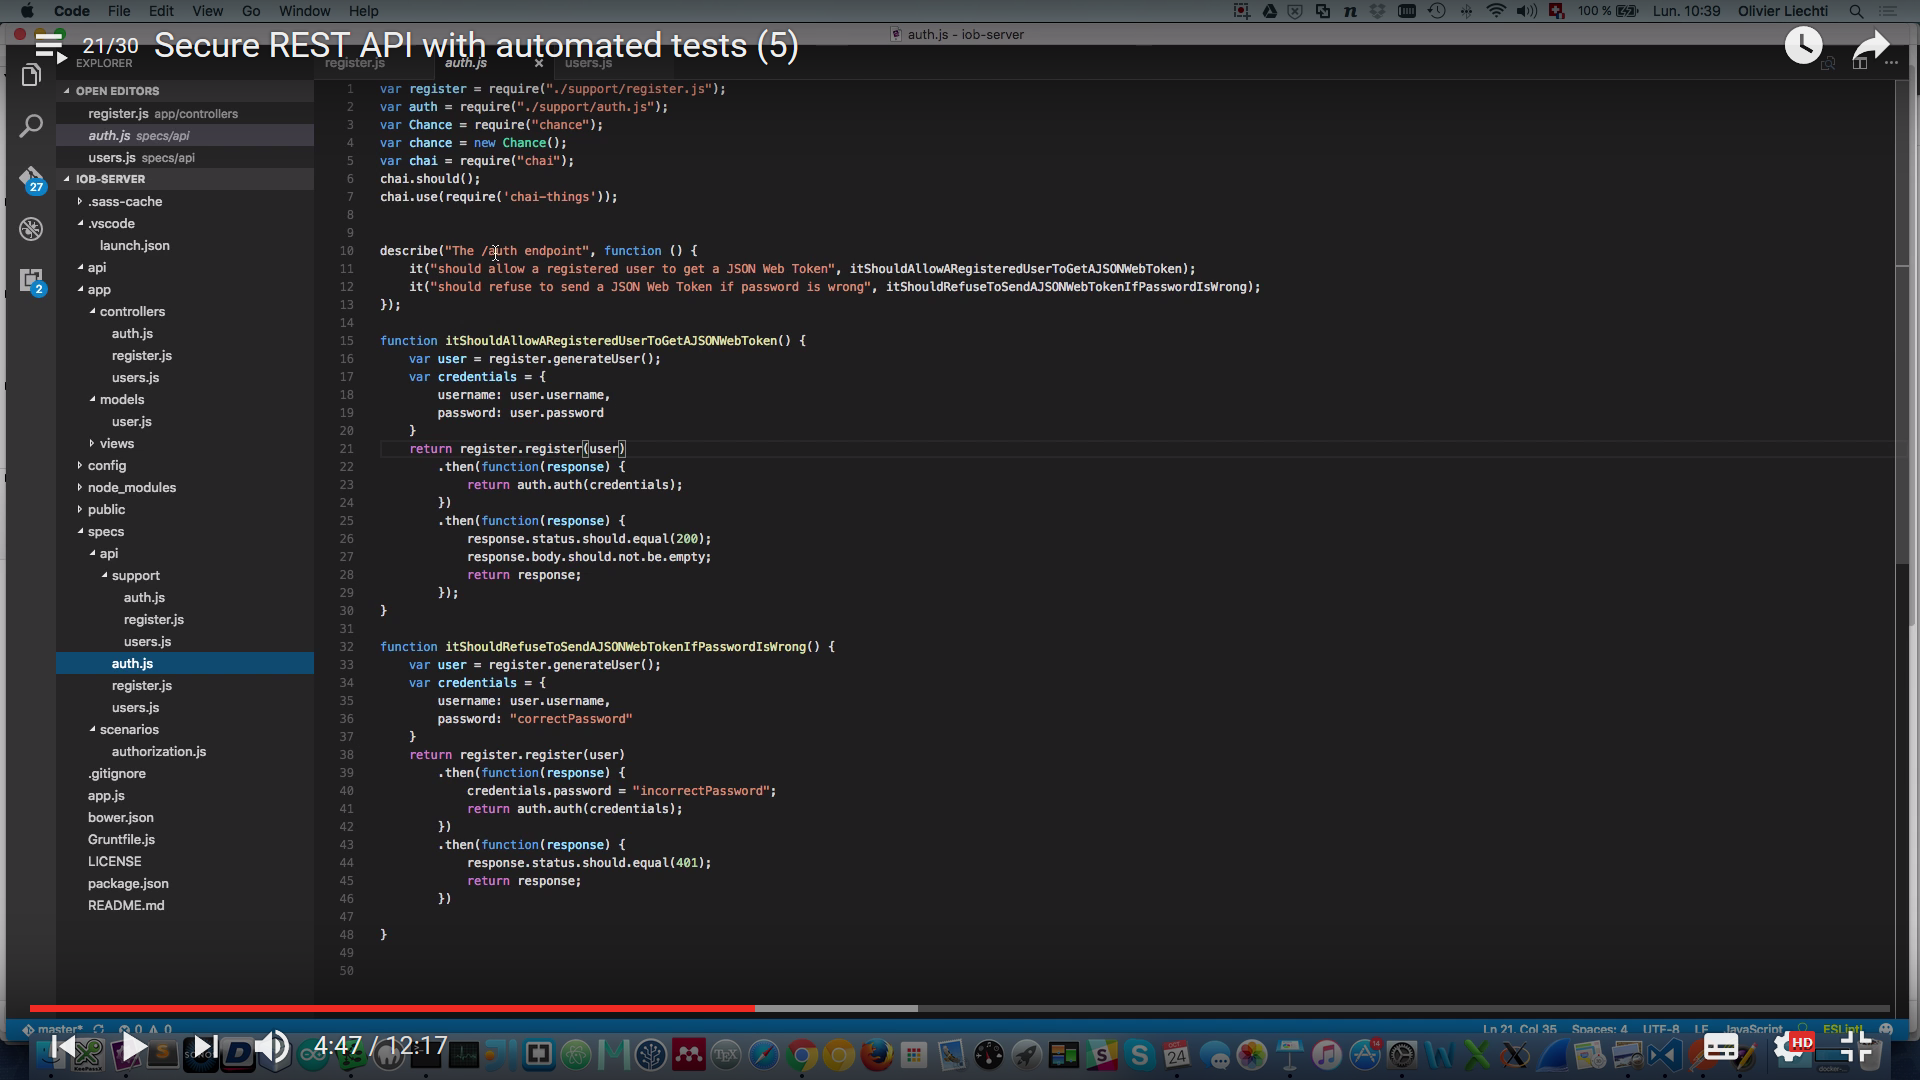 Code File Edit View Go Window Help
100 % Lun. 10:39 Olivier Liechti
21/30 Secure REST API with automated tests (5)
auth.js - iob-server
EXPLORER
register.js auth.js users.js
OPEN EDITORS
register.js app/controllers
auth.js specs/api
users.js specs/api
IOB-SERVER
.sass-cache
.vscode
launch.json
api
app
controllers
auth.js
register.js
users.js
models
user.js
views
config
node_modules
public
specs
api
support
auth.js
register.js
users.js
auth.js
register.js
users.js
scenarios
authorization.js
.gitignore
app.js
bower.json
Gruntfile.js
LICENSE
package.json
README.md
27
2
1 var register = require("./support/register.js");
2 var auth = require("./support/auth.js");
3 var Chance = require("chance");
4 var chance = new Chance();
5 var chai = require("chai");
6 chai.should();
7 chai.use(require('chai-things'));
8
9
10 describe("The /auth endpoint", function () {
11 it("should allow a registered user to get a JSON Web Token", itShouldAllowARegisteredUserToGetAJSONWebToken);
12 it("should refuse to send a JSON Web Token if password is wrong", itShouldRefuseToSendAJSONWebTokenIfPasswordIsWrong);
13 });
14
15 function itShouldAllowARegisteredUserToGetAJSONWebToken() {
16 var user = register.generateUser();
17 var credentials = {
18 username: user.username,
19 password: user.password
20 }
21 return register.register(user)
22 .then(function(response) {
23 return auth.auth(credentials);
24 })
25 .then(function(response) {
26 response.status.should.equal(200);
27 response.body.should.not.be.empty;
28 return response;
29 });
30 }
31
32 function itShouldRefuseToSendAJSONWebTokenIfPasswordIsWrong() {
33 var user = register.generateUser();
34 var credentials = {
35 username: user.username,
36 password: "correctPassword"
37 }
38 return register.register(user)
39 .then(function(response) {
40 credentials.password = "incorrectPassword";
41 return auth.auth(credentials);
42 })
43 .then(function(response) {
44 response.status.should.equal(401);
45 return response;
46 })
47
48 }
49
50
master* 0 0
Ln 21, Col 35 Spaces: 4 UTF-8 LF JavaScript ESLint!
4:47 / 12:17
HD